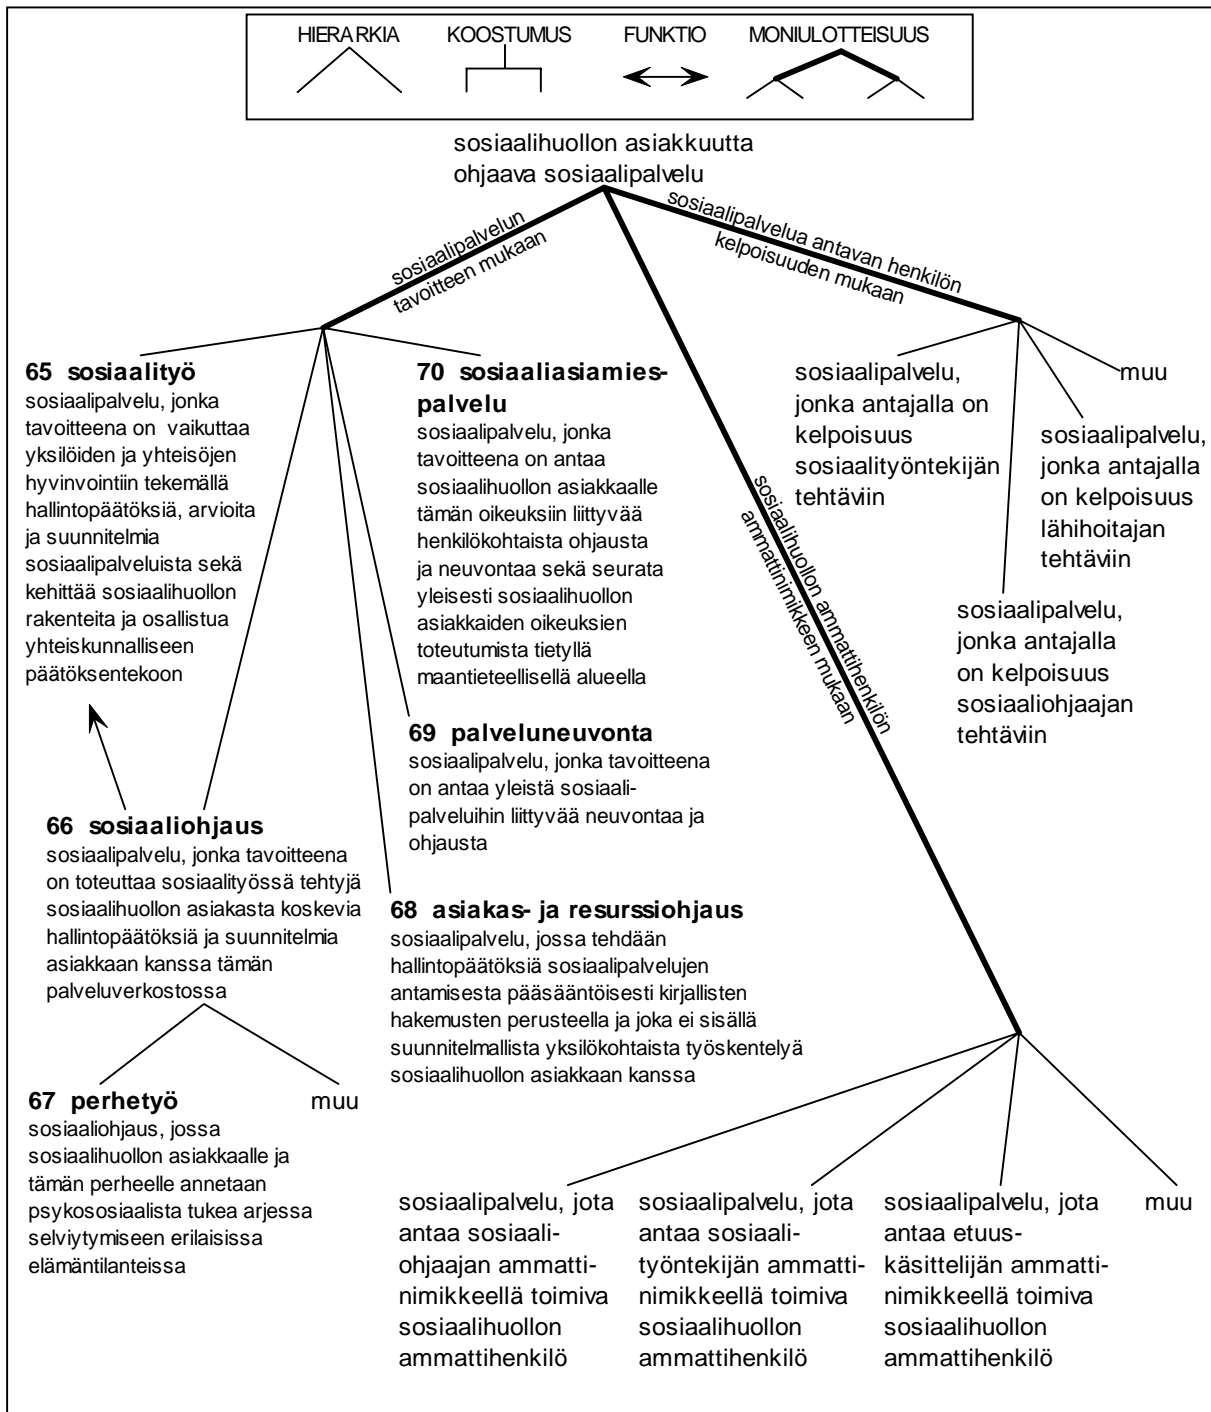 HIERARKIA KOOSTUMUS FUNKTIO MONIULOTTEISUUS
sosiaalihuollon asiakkuutta
ohjaava sosiaalipalvelu
sosiaalipalvelun
tavoitteen mukaan
sosiaalipalvelua antavan henkilön
kelpoisuuden mukaan
sosiaalihuollon ammattihenkilön
ammattinimikkeen mukaan
65 sosiaalityö
sosiaalipalvelu, jonka
tavoitteena on vaikuttaa
yksilöiden ja yhteisöjen
hyvinvointiin tekemällä
hallintopäätöksiä, arvioita
ja suunnitelmia
sosiaalipalveluista sekä
kehittää sosiaalihuollon
rakenteita ja osallistua
yhteiskunnalliseen
päätöksentekoon
70 sosiaaliasiamies-
palvelu
sosiaalipalvelu, jonka
tavoitteena on antaa
sosiaalihuollon asiakkaalle
tämän oikeuksiin liittyvää
henkilökohtaista ohjausta
ja neuvontaa sekä seurata
yleisesti sosiaalihuollon
asiakkaiden oikeuksien
toteutumista tietyllä
maantieteellisellä alueella
sosiaalipalvelu,
jonka antajalla on
kelpoisuus
sosiaalityöntekijän
tehtäviin
muu
sosiaalipalvelu,
jonka antajalla
on kelpoisuus
lähihoitajan
tehtäviin
sosiaalipalvelu,
jonka antajalla
on kelpoisuus
sosiaaliohjaajan
tehtäviin
69 palveluneuvonta
sosiaalipalvelu, jonka tavoitteena
on antaa yleistä sosiaali-
palveluihin liittyvää neuvontaa ja
ohjausta
66 sosiaaliohjaus
sosiaalipalvelu, jonka tavoitteena
on toteuttaa sosiaalityössä tehtyjä
sosiaalihuollon asiakasta koskevia
hallintopäätöksiä ja suunnitelmia
asiakkaan kanssa tämän
palveluverkostossa
68 asiakas- ja resurssiohjaus
sosiaalipalvelu, jossa tehdään
hallintopäätöksiä sosiaalipalvelujen
antamisesta pääsääntöisesti kirjallisten
hakemusten perusteella ja joka ei sisällä
suunnitelmallista yksilökohtaista työskentelyä
sosiaalihuollon asiakkaan kanssa
67 perhetyö
sosiaaliohjaus, jossa
sosiaalihuollon asiakkaalle ja
tämän perheelle annetaan
psykososiaalista tukea arjessa
selviytymiseen erilaisissa
elämäntilanteissa
muu
sosiaalipalvelu, jota
antaa sosiaali-
ohjaajan ammatti-
nimikkeellä toimiva
sosiaalihuollon
ammattihenkilö
sosiaalipalvelu, jota
antaa sosiaali-
työntekijän ammatti-
nimikkeellä toimiva
sosiaalihuollon
ammattihenkilö
sosiaalipalvelu, jota
antaa etuus-
käsittelijän ammatti-
nimikkeellä toimiva
sosiaalihuollon
ammattihenkilö
muu